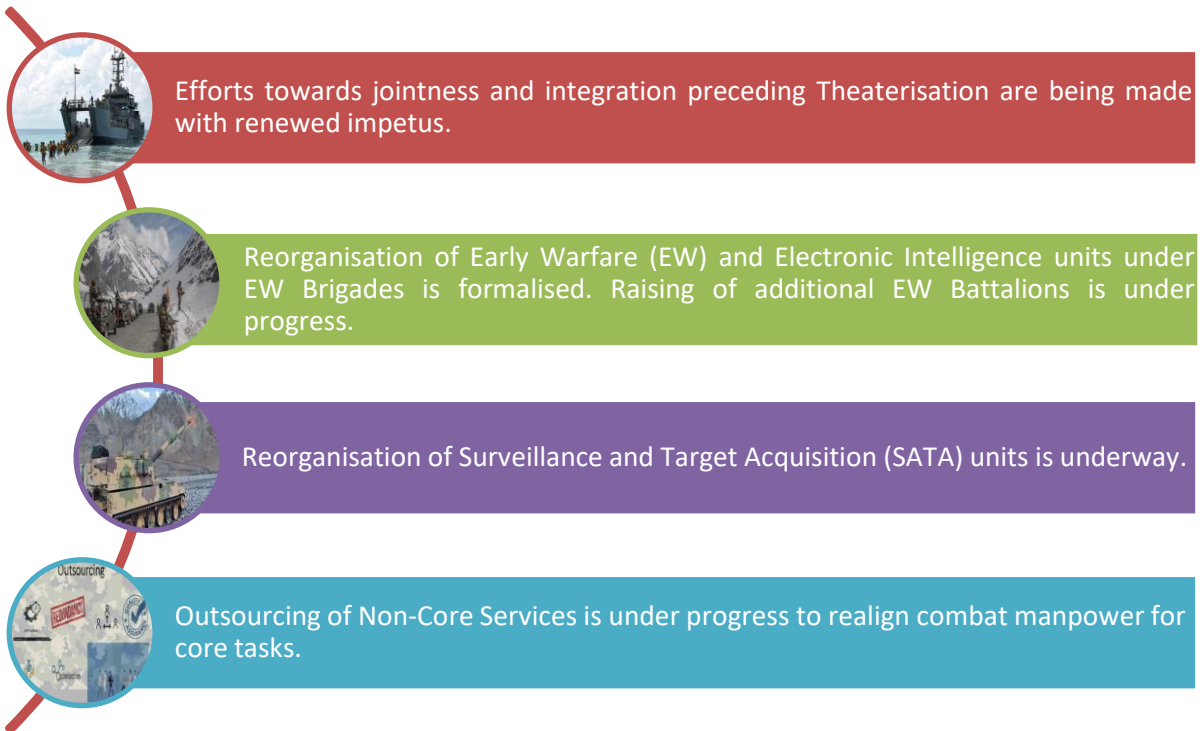 Efforts towards jointness and integration preceding Theaterisation are being made
with renewed impetus.
Reorganisation of Early Warfare (EW) and Electronic Intelligence units under
EW Brigades is formalised. Raising of additional EW Battalions is under
progress.
Reorganisation of Surveillance and Target Acquisition (SATA) units is underway.
Outsourcing
REDUNDANCY
Optimization
Outsourcing of Non-Core Services is under progress to realign combat manpower for
core tasks.